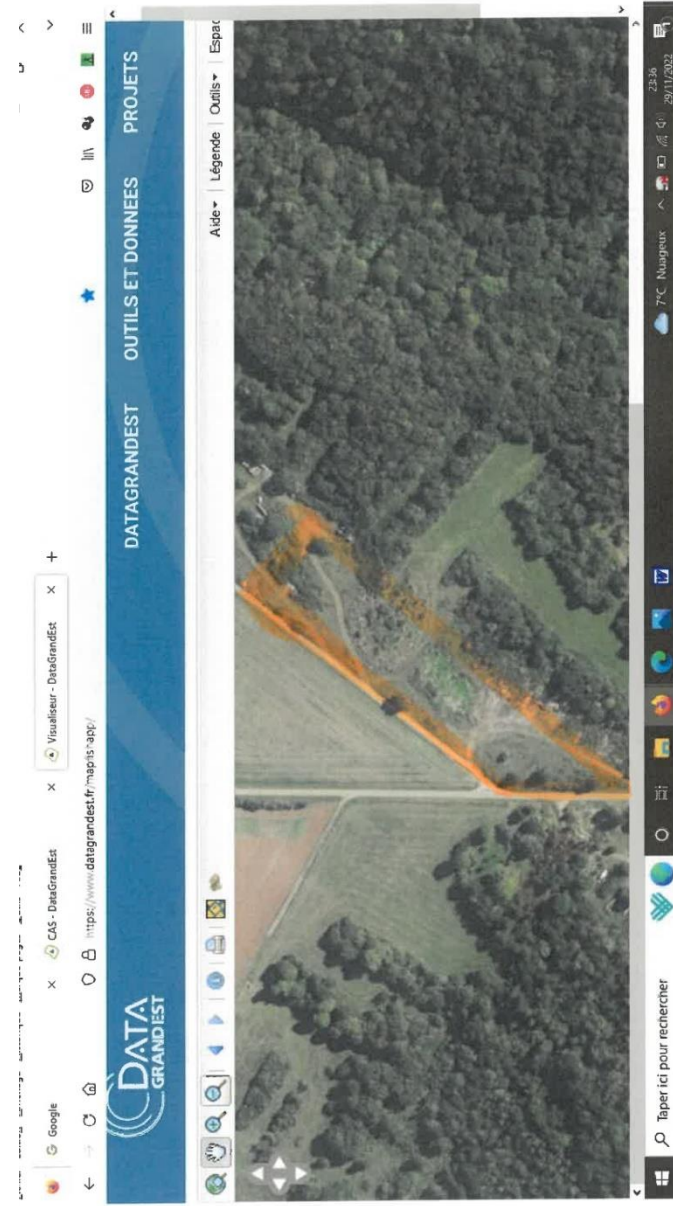 Google
CAS - DataGrandEst
Visualiseur - DataGrandEst
https://www.datagrandest.fr/mapfishapp/
DATA
GRAND EST
DATAGRANDEST
OUTILS ET DONNEES
PROJETS
Aide
Légende
Outils
Espac
Taper ici pour rechercher
7°C Nuageux
23:36
29/11/2022